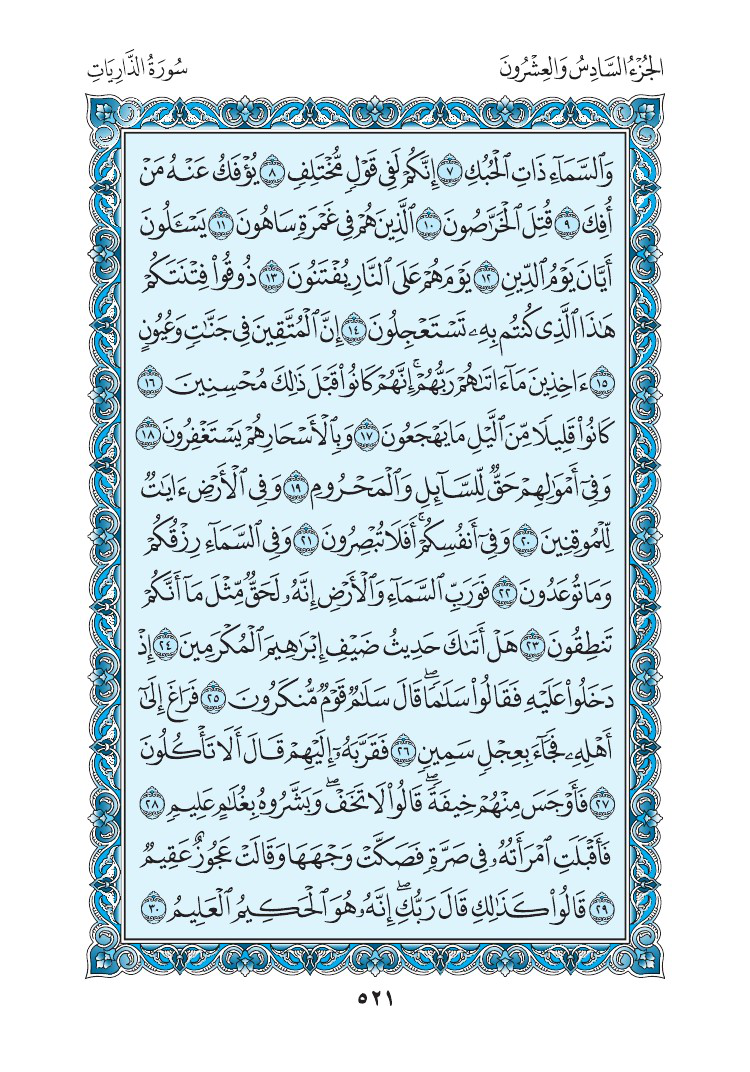 الجُزْءُ السَّادِسُ وَالعِشْرُونَ
سُورَةُ الذَّارِيَاتِ
وَٱلسَّمَآءِ ذَاتِ ٱلْحُبُكِ ٧ إِنَّكُمْ لَفِى قَوْلٍ مُّخْتَلِفٍ ٨ يُؤْفَكُ عَنْهُ مَنْ
أُفِكَ ٩ قُتِلَ ٱلْخَرَّٰصُونَ ١٠ ٱلَّذِينَ هُمْ فِى غَمْرَةٍ سَاهُونَ ١١ يَسْـَٔلُونَ
أَيَّانَ يَوْمُ ٱلدِّينِ ١٢ يَوْمَ هُمْ عَلَى ٱلنَّارِ يُفْتَنُونَ ١٣ ذُوقُوا۟ فِتْنَتَكُمْ
هَٰذَا ٱلَّذِى كُنتُم بِهِۦ تَسْتَعْجِلُونَ ١٤ إِنَّ ٱلْمُتَّقِينَ فِى جَنَّٰتٍ وَعُيُونٍ
١٥ ءَاخِذِينَ مَآ ءَاتَىٰهُمْ رَبُّهُمْ ۚ إِنَّهُمْ كَانُوا۟ قَبْلَ ذَٰلِكَ مُحْسِنِينَ ١٦
كَانُوا۟ قَلِيلًا مِّنَ ٱلَّيْلِ مَا يَهْجَعُونَ ١٧ وَبِٱلْأَسْحَارِ هُمْ يَسْتَغْفِرُونَ ١٨
وَفِىٓ أَمْوَٰلِهِمْ حَقٌّ لِّلسَّآئِلِ وَٱلْمَحْرُومِ ١٩ وَفِى ٱلْأَرْضِ ءَايَٰتٌ
لِّلْمُوقِنِينَ ٢٠ وَفِىٓ أَنفُسِكُمْ ۚ أَفَلَا تُبْصِرُونَ ٢١ وَفِى ٱلسَّمَآءِ رِزْقُكُمْ
وَمَا تُوعَدُونَ ٢٢ فَوَرَبِّ ٱلسَّمَآءِ وَٱلْأَرْضِ إِنَّهُۥ لَحَقٌّ مِّثْلَ مَآ أَنَّكُمْ
تَنطِقُونَ ٢٣ هَلْ أَتَىٰكَ حَدِيثُ ضَيْفِ إِبْرَٰهِيمَ ٱلْمُكْرَمِينَ ٢٤ إِذْ
دَخَلُوا۟ عَلَيْهِ فَقَالُوا۟ سَلَٰمًا ۖ قَالَ سَلَٰمٌ قَوْمٌ مُّنكَرُونَ ٢٥ فَرَاغَ إِلَىٰٓ
أَهْلِهِۦ فَجَآءَ بِعِجْلٍ سَمِينٍ ٢٦ فَقَرَّبَهُۥٓ إِلَيْهِمْ قَالَ أَلَا تَأْكُلُونَ
٢٧ فَأَوْجَسَ مِنْهُمْ خِيفَةً ۖ قَالُوا۟ لَا تَخَفْ ۖ وَبَشَّرُوهُ بِغُلَٰمٍ عَلِيمٍ ٢٨
فَأَقْبَلَتِ ٱمْرَأَتُهُۥ فِى صَرَّةٍ فَصَكَّتْ وَجْهَهَا وَقَالَتْ عَجُوزٌ عَقِيمٌ
٢٩ قَالُوا۟ كَذَٰلِكِ قَالَ رَبُّكِ ۖ إِنَّهُۥ هُوَ ٱلْحَكِيمُ ٱلْعَلِيمُ ٣٠
٥٢١